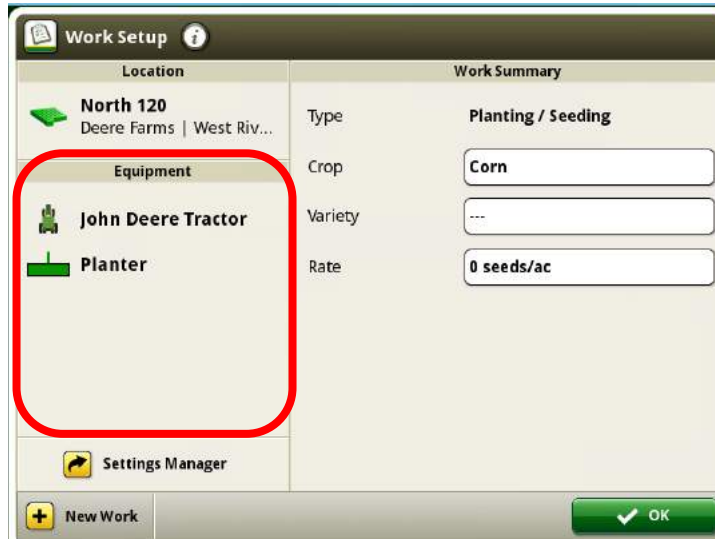 Work Setup
Location
North 120
Deere Farms | West Riv...
Equipment
John Deere Tractor
Planter
Settings Manager
Work Summary
Type Planting / Seeding
Crop Corn
Variety ---
Rate 0 seeds/ac
New Work
OK